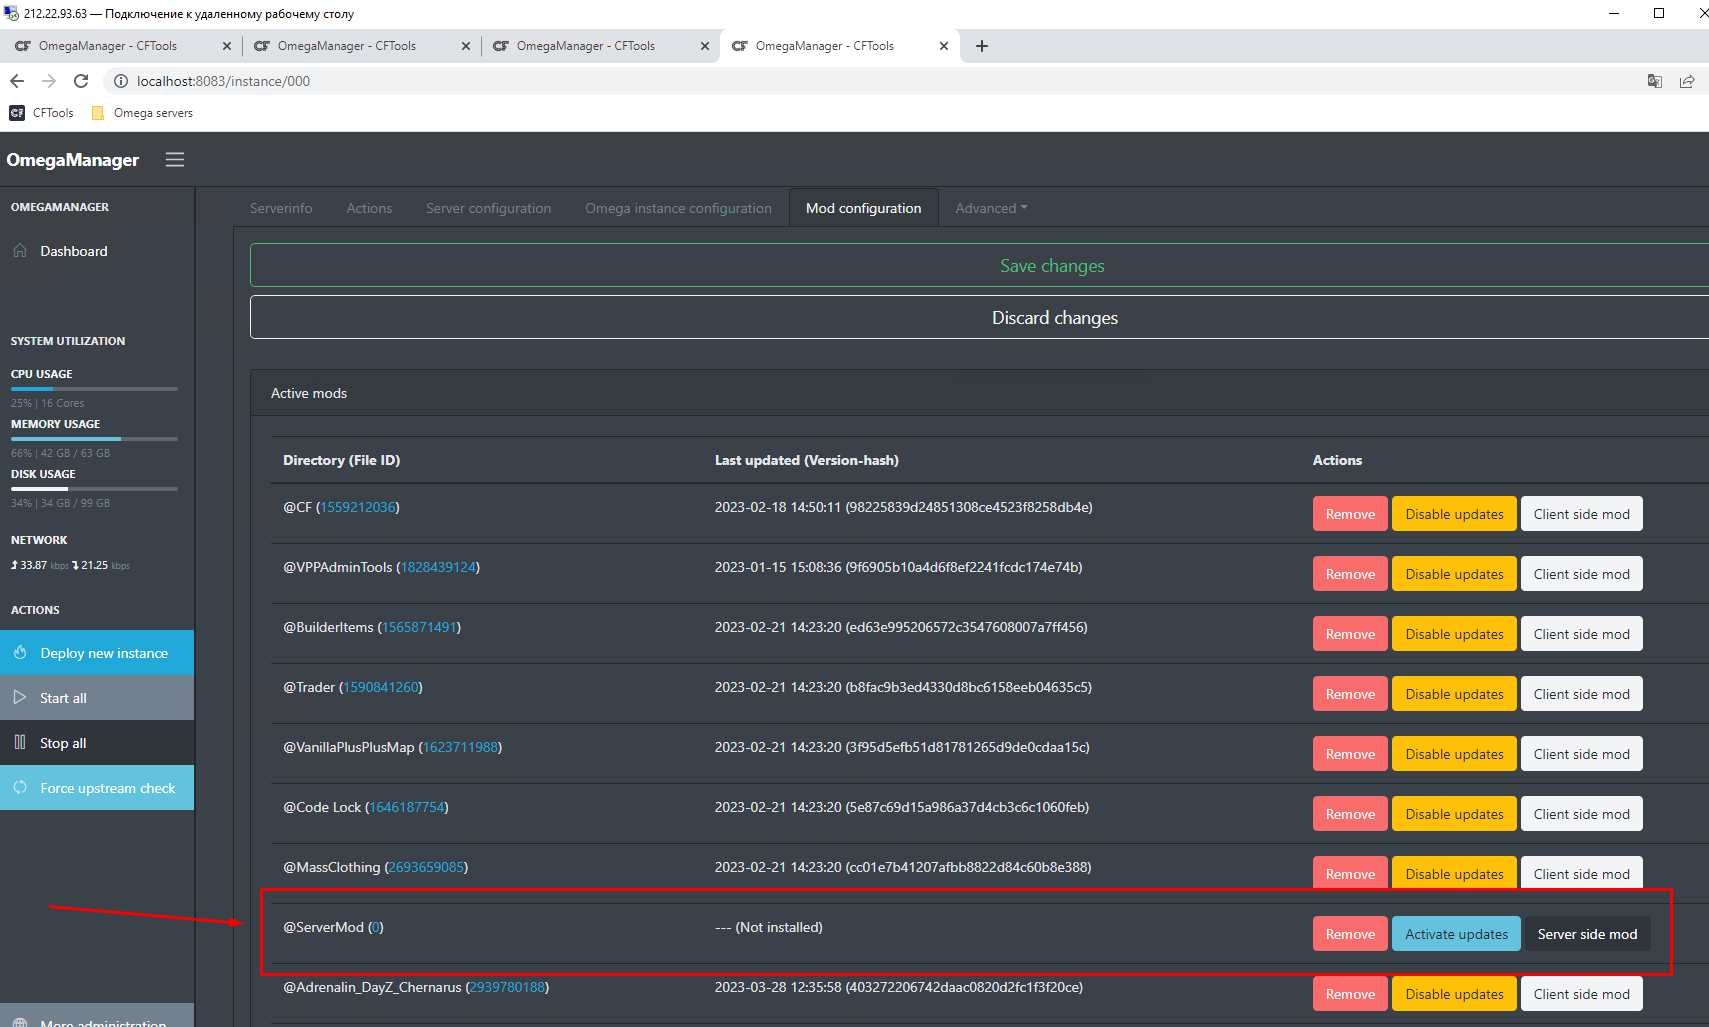 212.22.93.63 — Подключение к удаленному рабочему столу
OmegaManager - CFTools
OmegaManager - CFTools
OmegaManager - CFTools
OmegaManager - CFTools
localhost:8083/instance/000
CFTools
Omega servers
OmegaManager
OMEGAMANAGER
Dashboard
SYSTEM UTILIZATION
CPU USAGE
25% | 16 Cores
MEMORY USAGE
66% | 42 GB / 63 GB
DISK USAGE
34% | 34 GB / 99 GB
NETWORK
33.87 kbps 21.25 kbps
ACTIONS
Deploy new instance
Start all
Stop all
Force upstream check
More administration
Serverinfo
Actions
Server configuration
Omega instance configuration
Mod configuration
Advanced
Save changes
Discard changes
Active mods
Directory (File ID) Last updated (Version-hash) Actions
@CF (1559212036) 2023-02-18 14:50:11 (98225839d24851308ce4523f8258db4e) Remove Disable updates Client side mod
@VPPAdminTools (1828439124) 2023-01-15 15:08:36 (9f6905b10a4d6f8ef2241fcdc174e74b) Remove Disable updates Client side mod
@BuilderItems (1565871491) 2023-02-21 14:23:20 (ed63e995206572c3547608007a7ff456) Remove Disable updates Client side mod
@Trader (1590841260) 2023-02-21 14:23:20 (b8fac9b3ed4330d8bc6158eeb04635c5) Remove Disable updates Client side mod
@VanillaPlusPlusMap (1623711988) 2023-02-21 14:23:20 (3f95d5efb51d81781265d9de0cdaa15c) Remove Disable updates Client side mod
@Code Lock (1646187754) 2023-02-21 14:23:20 (5e87c69d15a986a37d4cb3c6c1060feb) Remove Disable updates Client side mod
@MassClothing (2693659085) 2023-02-21 14:23:20 (cc01e7b41207afbb8822d84c60b8e388) Remove Disable updates Client side mod
@ServerMod (0) --- (Not installed) Remove Activate updates Server side mod
@Adrenalin_DayZ_Chernarus (2939780188) 2023-03-28 12:35:58 (403272206742daac0820d2fc1f3f20ce) Remove Disable updates Client side mod